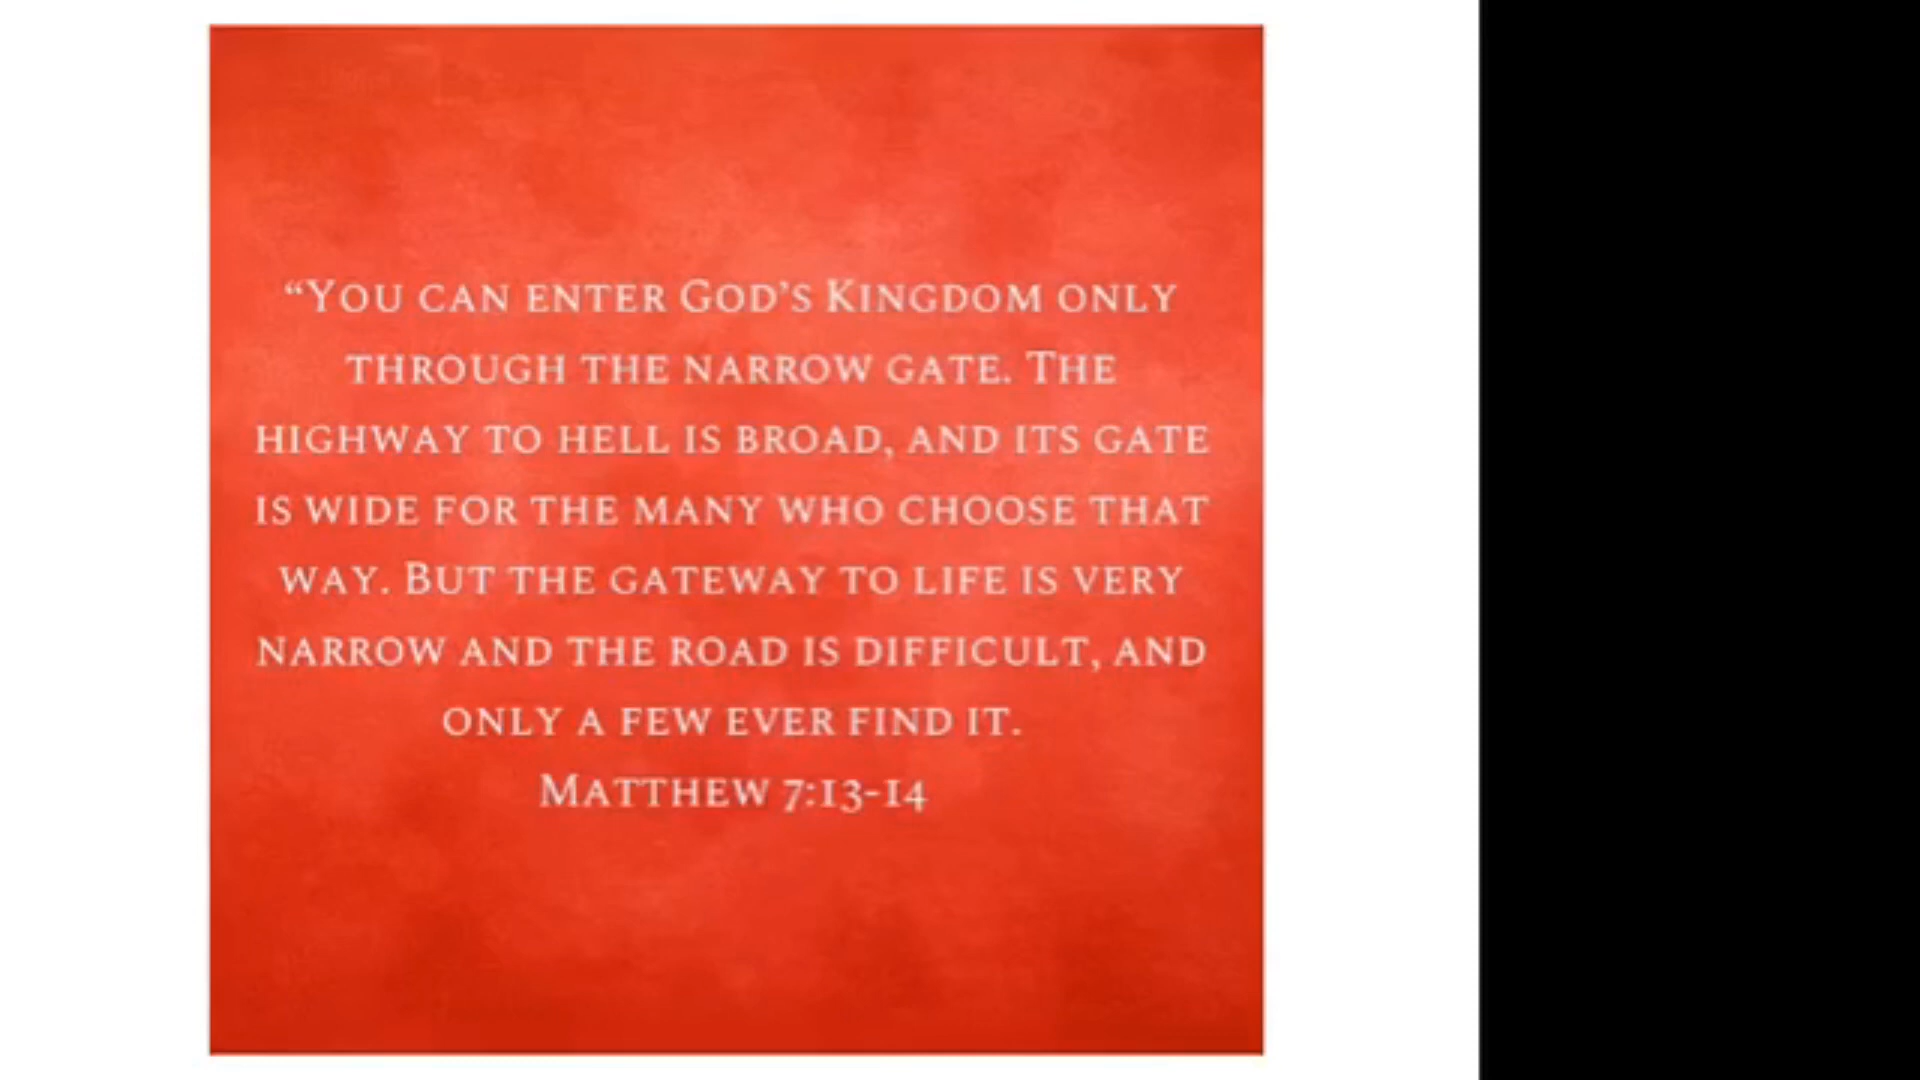 “You can enter God’s Kingdom only
through the narrow gate. The
highway to hell is broad, and its gate
is wide for the many who choose that
way. But the gateway to life is very
narrow and the road is difficult, and
only a few ever find it.
Matthew 7:13-14